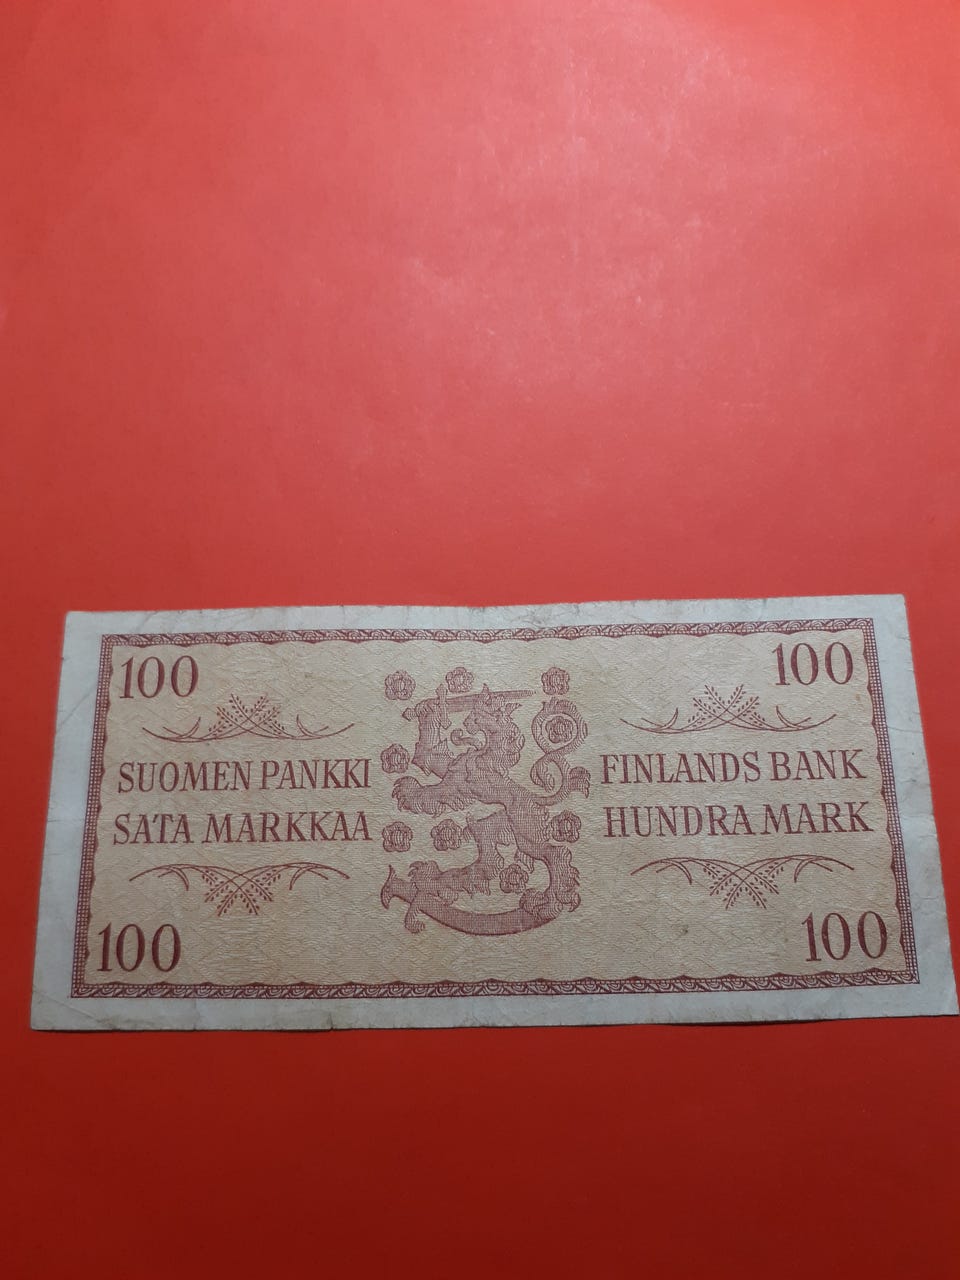 100 100
SUOMEN PANKKI FINLANDS BANK
SATA MARKKAA HUNDRA MARK
100 100